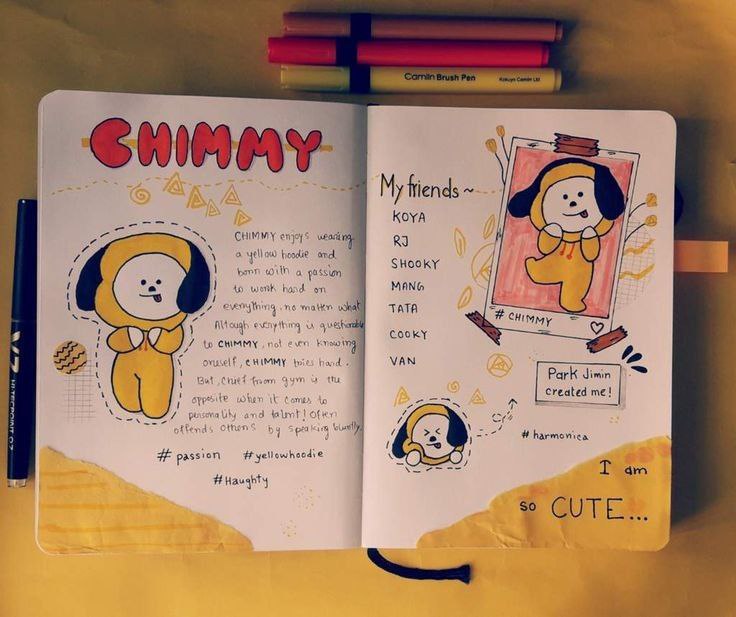 Camlin Brush Pen
Kokuyo Camlin Ltd
CHIMMY
CHIMMY enjoys wearing
a yellow hoodie and
born with a passion
to work hard on
everything, no matter what
Altough everything is questionable
to CHIMMY, not even knowing
oneself, CHIMMY tries hard.
But, chief from gym is the
opposite when it comes to
personality and talent! Often
offends others by speaking bluntly.
# passion #yellowhoodie
#Haughty
My friends ~
KOYA
RJ
SHOOKY
MANG
TATA
COOKY
VAN
# CHIMMY
Park Jimin
created me!
# harmonica
I am
so CUTE...